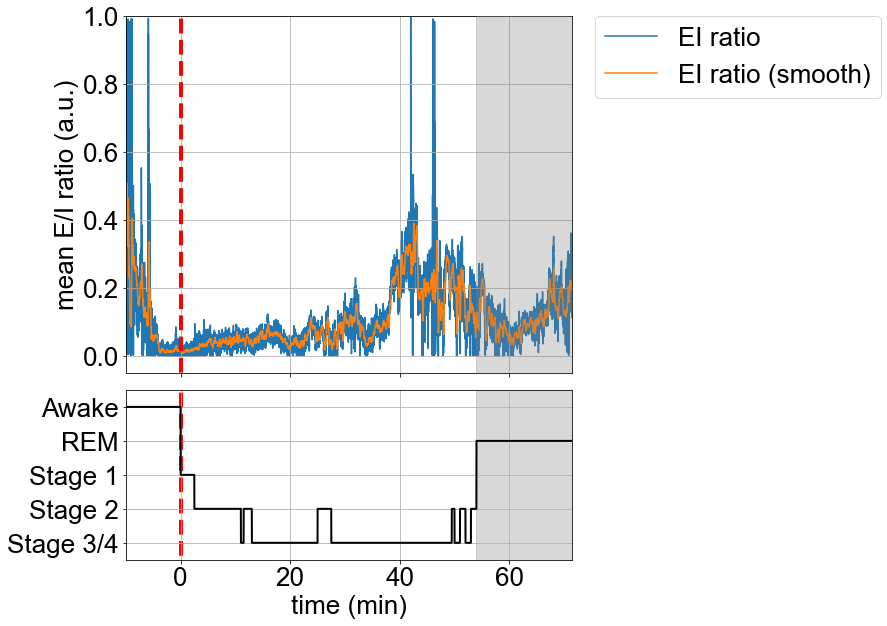 1.0
0.8
0.6
0.4
0.2
0.0
mean E/I ratio (a.u.)
EI ratio
EI ratio (smooth)
Awake
REM
Stage 1
Stage 2
Stage 3/4
0 20 40 60
time (min)